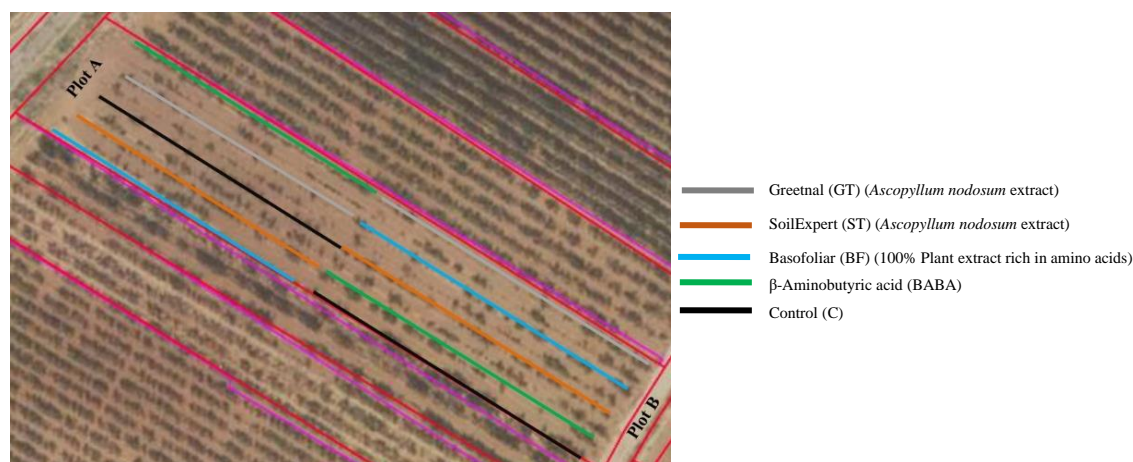 Plot A
Greetnal (GT) (Ascopyllum nodosum extract)
SoilExpert (ST) (Ascopyllum nodosum extract)
Basofoliar (BF) (100% Plant extract rich in amino acids)
β-Aminobutyric acid (BABA)
Control (C)
Plot B